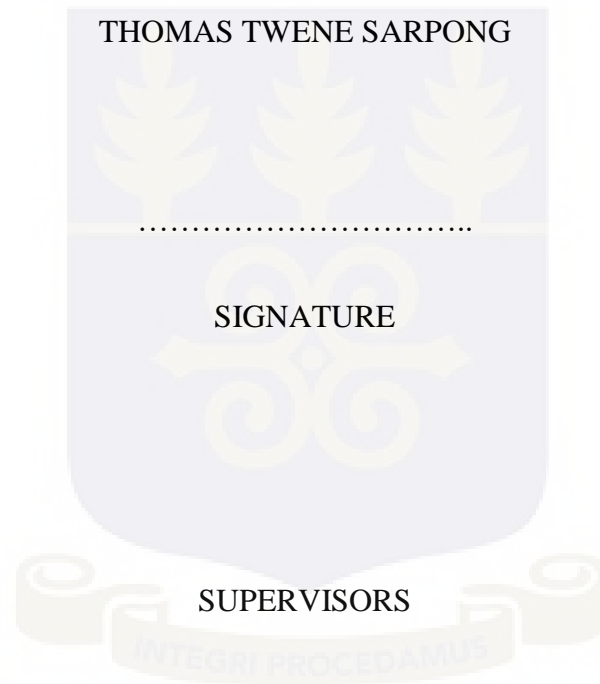 THOMAS TWENE SARPONG
……………………………..
SIGNATURE
SUPERVISORS
INTEGRI PROCEDAMUS